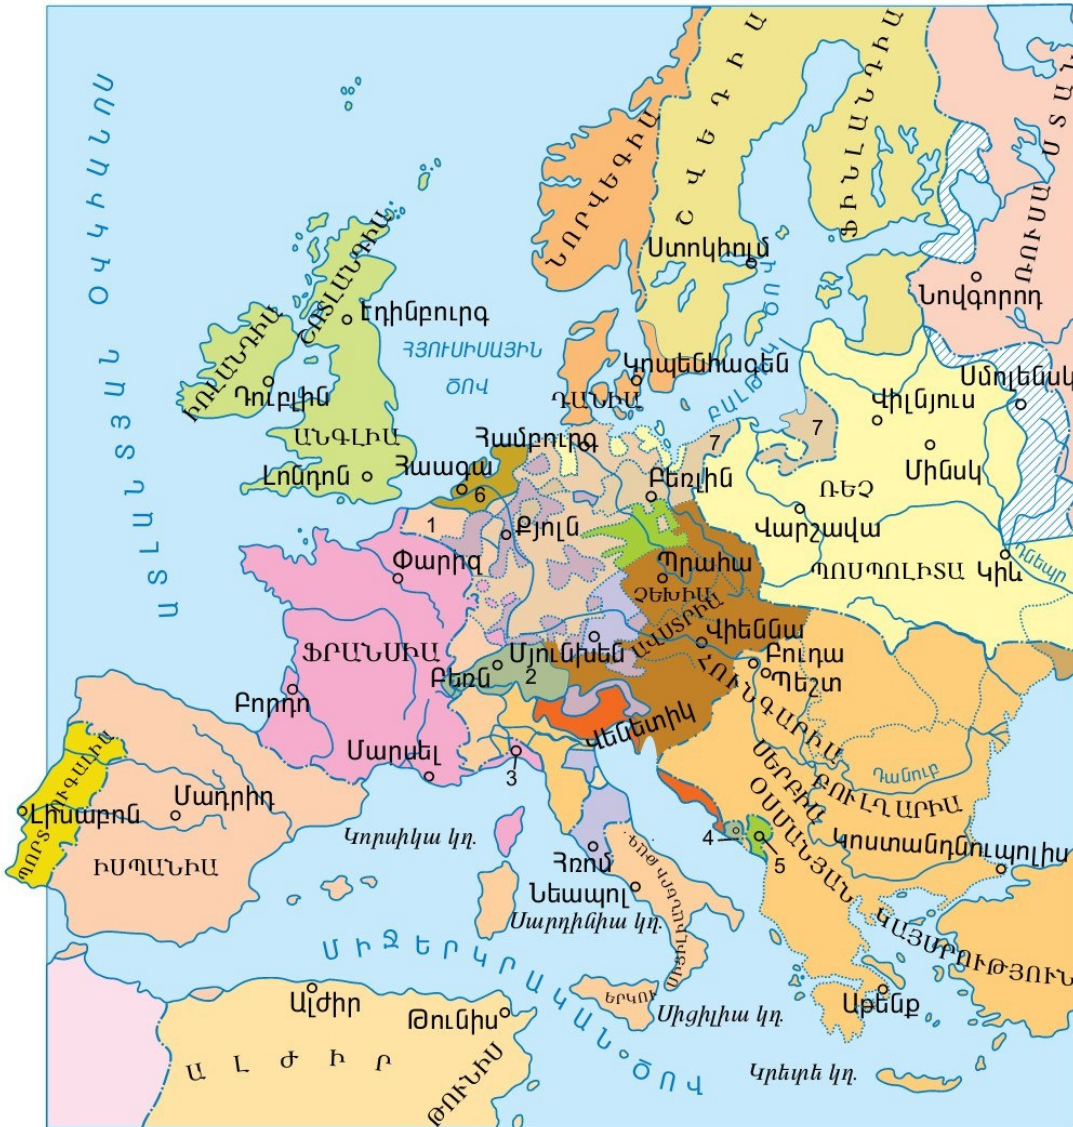 ՇՎԵԴԻԱ
ՖԻՆԼԱՆԴԻԱ
ՌՈՒՍԱՍՏԱՆ
ՆՈՐՎԵԳԻԱ
Ստոկհոլմ
Նովգորոդ
ԱՏԼԱՆՏՅԱՆ ՕՎԿԻԱՆՈՍ
ՇՈՏԼԱՆԴԻԱ
Էդինբուրգ
ԻՌԼԱՆԴԻԱ
Դուբլին
ՀՅՈՒՍԻՍԱՅԻՆ
ԾՈՎ
Կոպենհագեն
ԴԱՆԻԱ
ԲԱԼԹԻԿ ԾՈՎ
Սմոլենսկ
Վիլնյուս
Մինսկ
7
7
ԱՆԳԼԻԱ
Լոնդոն
Համբուրգ
Հաագա
6
Բեռլին
ՌԵՉ
Վարշավա
ՊՈՍՊՈԼԻՏԱ
Կիև
Դնեպր
1
Քյոլն
Փարիզ
Պրահա
ՉԵԽԻԱ
ԱՎՍՏՐԻԱ
Վիեննա
ՖՐԱՆՍԻԱ
Մյունխեն
Բեռն
2
Բուդա
Պեշտ
ՀՈՒՆԳԱՐԻԱ
Բորդո
Մարսել
Վենետիկ
3
ՍԵՐԲԻԱ
Դանուբ
ԲՈՒԼՂԱՐԻԱ
ՊՈՐՏՈՒԳԱԼԻԱ
Լիսաբոն
Մադրիդ
ԻՍՊԱՆԻԱ
Կորսիկա կղ.
4
5
Կոստանդնուպոլիս
ՕՍՄԱՆՅԱՆ ԿԱՅՍՐՈՒԹՅՈՒՆ
Հռոմ
Նեապոլ
Սարդինիա կղ.
ԵՐԿՈՒ
Սիցիլիա կղ.
Աթենք
Կրետե կղ.
ՄԻՋԵՐԿՐԱԿԱՆ ԾՈՎ
Ալժիր
Թունիս
ԱԼԺԻՐ
ԹՈՒՆԻՍ